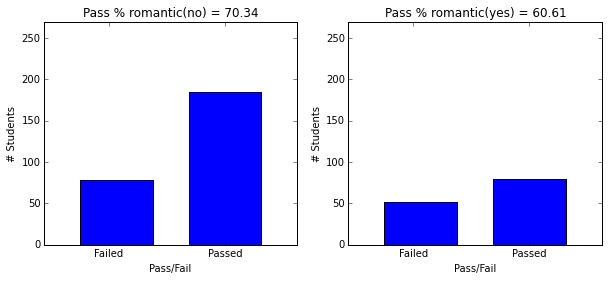 Pass % romantic(no) = 70.34
250
200
150
100
50
0
# Students
Failed
Passed
Pass/Fail
Pass % romantic(yes) = 60.61
250
200
150
100
50
0
# Students
Failed
Passed
Pass/Fail